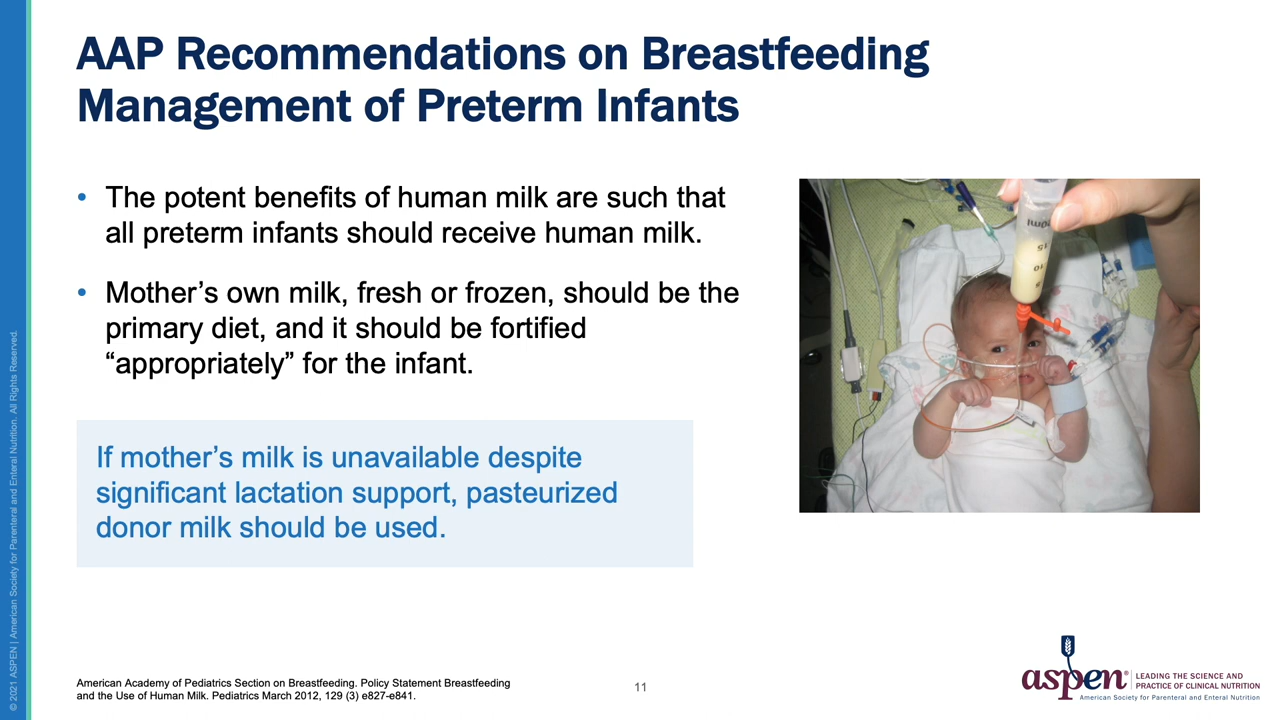 AAP Recommendations on Breastfeeding
Management of Preterm Infants
• The potent benefits of human milk are such that
all preterm infants should receive human milk.
• Mother’s own milk, fresh or frozen, should be the
primary diet, and it should be fortified
“appropriately” for the infant.
If mother’s milk is unavailable despite
significant lactation support, pasteurized
donor milk should be used.
15
10
American Academy of Pediatrics Section on Breastfeeding. Policy Statement Breastfeeding
and the Use of Human Milk. Pediatrics March 2012, 129 (3) e827-e841.
11
aspen®
LEADING THE SCIENCE AND
PRACTICE OF CLINICAL NUTRITION
American Society for Parenteral and Enteral Nutrition
© 2021 ASPEN | American Society for Parenteral and Enteral Nutrition. All Rights Reserved.